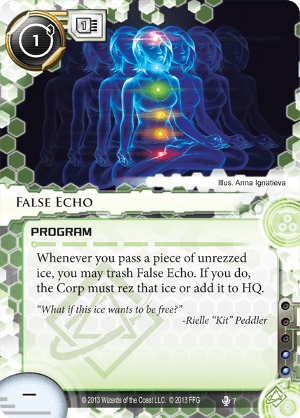 1
1
Illus. Anna Ignatieva
FALSE ECHO
PROGRAM
Whenever you pass a piece of unrezzed
ice, you may trash False Echo. If you do,
the Corp must rez that ice or add it to HQ.
“What if this ice wants to be free?”
-Rielle “Kit” Peddler
–
© 2013 Wizards of the Coast LLC. © 2013 FFG
7